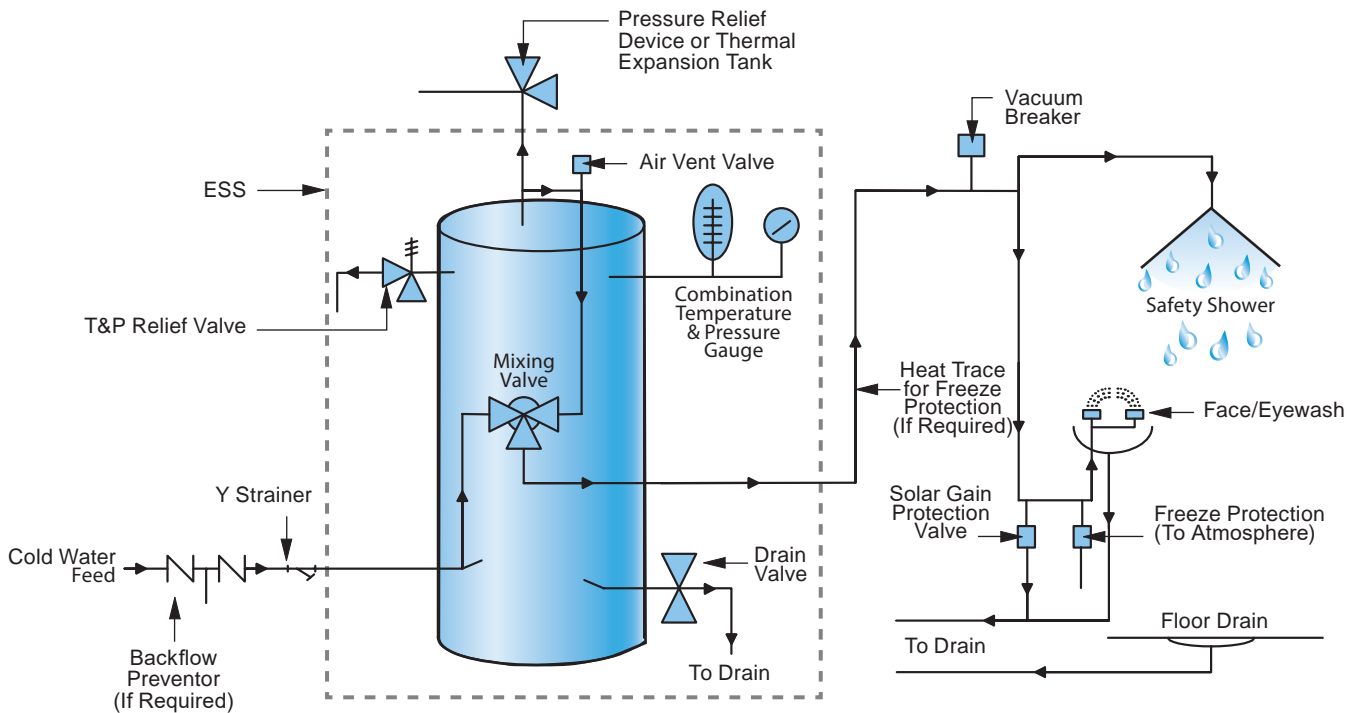 Pressure Relief
Device or Thermal
Expansion Tank
Vacuum
Breaker
Air Vent Valve
ESS
Combination
Temperature
& Pressure
Gauge
Safety Shower
T&P Relief Valve
Mixing
Valve
Heat Trace
for Freeze
Protection
(If Required)
Face/Eyewash
Y Strainer
Solar Gain
Protection
Valve
Freeze Protection
(To Atmosphere)
Cold Water
Feed
Drain
Valve
Floor Drain
To Drain
Backflow
Preventor
(If Required)
To Drain